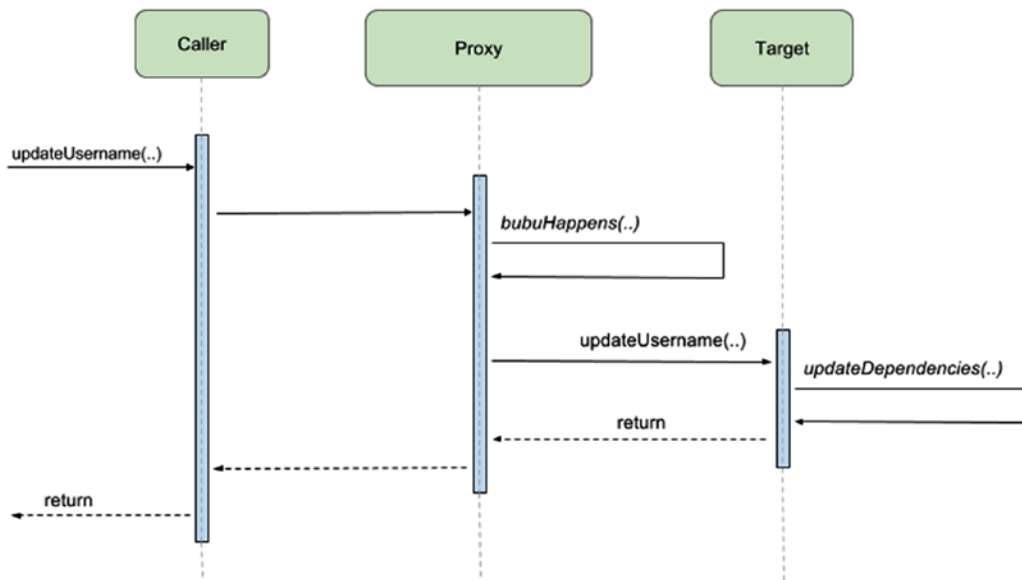 Caller
Proxy
Target
updateUsername(..)
bubuHappens(..)
updateUsername(..)
updateDependencies(..)
return
return